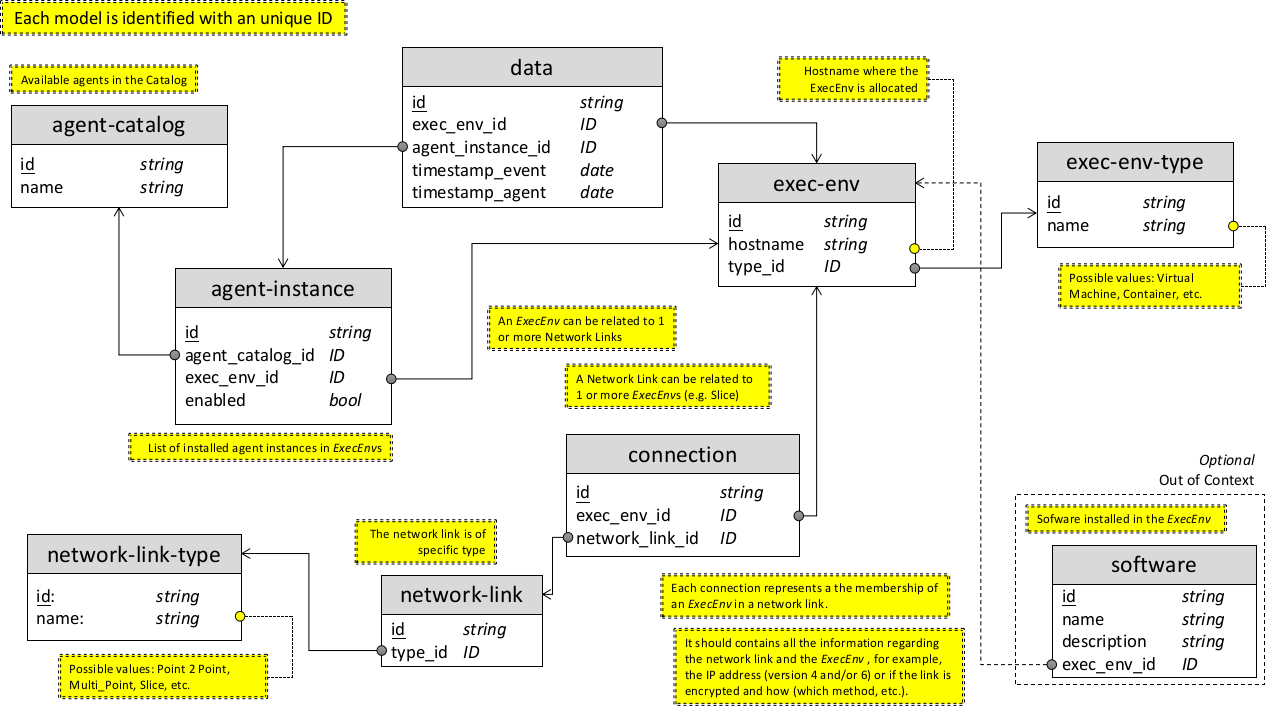 Each model is identified with an unique ID
Available agents in the Catalog
agent-catalog
id string
name string
data
id string
exec_env_id ID
agent_instance_id ID
timestamp_event date
timestamp_agent date
Hostname where the
ExecEnv is allocated
exec-env
id string
hostname string
type_id ID
exec-env-type
id string
name string
Possible values: Virtual
Machine, Container, etc.
agent-instance
id string
agent_catalog_id ID
exec_env_id ID
enabled bool
List of installed agent instances in ExecEnvs
An ExecEnv can be related to 1
or more Network Links
A Network Link can be related to
1 or more ExecEnvs (e.g. Slice)
connection
id string
exec_env_id ID
network_link_id ID
The network link is of
specific type
network-link-type
id: string
name: string
Possible values: Point 2 Point,
Multi_Point, Slice, etc.
network-link
id string
type_id ID
Each connection represents a the membership of
an ExecEnv in a network link.
It should contains all the information regarding
the network link and the ExecEnv , for example,
the IP address (version 4 and/or 6) or if the link is
encrypted and how (which method, etc.).
Optional
Out of Context
Sofware installed in the ExecEnv
software
id string
name string
description string
exec_env_id ID